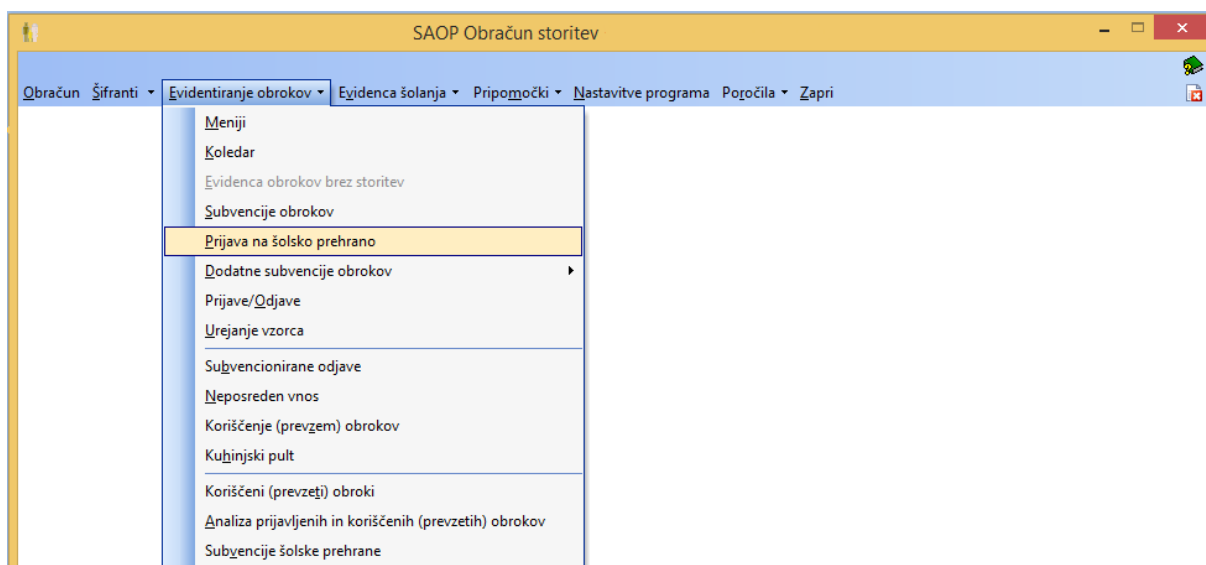 SAOP Obračun storitev
Obračun Šifranti Evidentiranje obrokov Evidenca šolanja Pripomočki Nastavitve programa Poročila Zapri
Meniji
Koledar
Evidenca obrokov brez storitev
Subvencije obrokov
Prijava na šolsko prehrano
Dodatne subvencije obrokov
Prijave/Odjave
Urejanje vzorca
Subvencionirane odjave
Neposreden vnos
Koriščenje (prevzem) obrokov
Kuhinjski pult
Koriščeni (prevzeti) obroki
Analiza prijavljenih in koriščenih (prevzetih) obrokov
Subvencije šolske prehrane